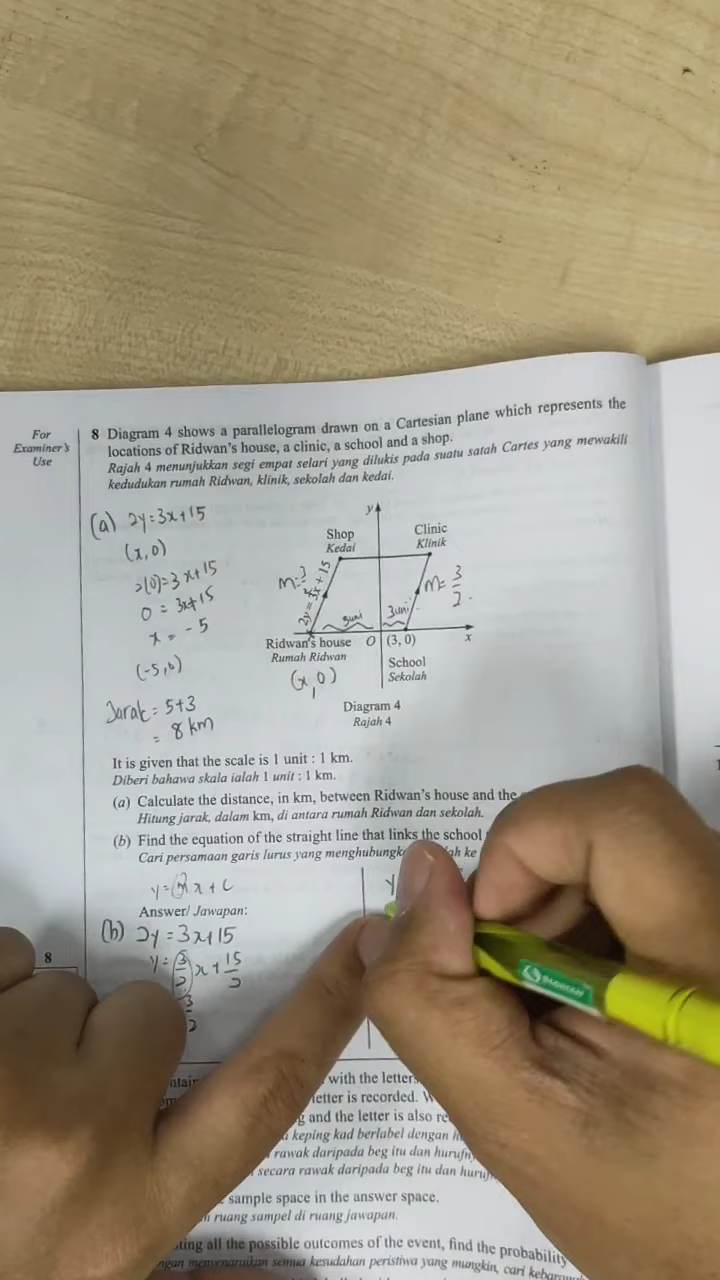 For
Examiner's
Use
8 Diagram 4 shows a parallelogram drawn on a Cartesian plane which represents the
locations of Ridwan's house, a clinic, a school and a shop.
Rajah 4 menunjukkan segi empat selari yang dilukis pada suatu satah Cartes yang mewakili
kedudukan rumah Ridwan, klinik, sekolah dan kedai.
(a) 2y = 3x + 15
(x, 0)
2(0) = 3x + 15
0 = 3x + 15
x = -5
(-5, 0)
Jarak = 5 + 3
= 8 km
y
Shop
Kedai
Clinic
Klinik
2y = 3x + 15
m = 3/2
3uni
Ridwan's house
Rumah Ridwan
O
(3, 0)
x
(x, 0)
School
Sekolah
Diagram 4
Rajah 4
It is given that the scale is 1 unit : 1 km.
Diberi bahawa skala ialah 1 unit : 1 km.
(a) Calculate the distance, in km, between Ridwan's house and the
Hitung jarak, dalam km, di antara rumah Ridwan dan sekolah.
(b) Find the equation of the straight line that links the school
Cari persamaan garis lurus yang ke
y = mx + c
Answer/ Jawapan:
(b) 2y = 3x + 15
y = 3/2 x + 15/2
3/2
y
8
with the letters
letter is recorded.
and the letter is also
keping kad berlabel dengan
rawak daripada beg itu dan
secara rawak daripada beg itu dan
sample space in the answer space.
ruang sampel di ruang jawapan.
all the possible outcomes of the event, find the probability
semua kesudahan peristiwa yang mungkin, cari